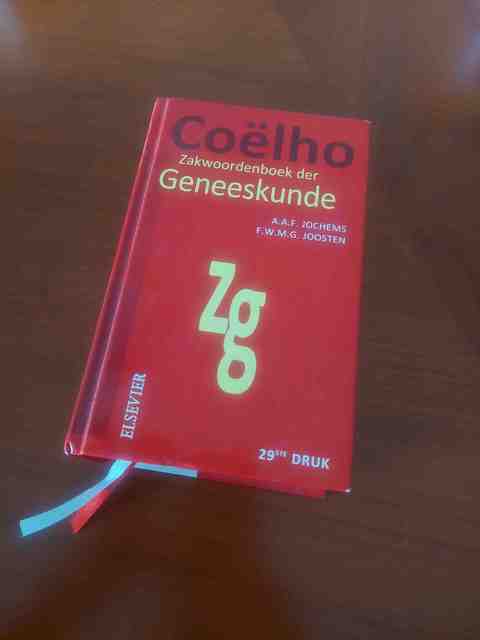 Coëlho
Zakwoordenboek der
Geneeskunde
A.A.F. JOCHEMS
F.W.M.G. JOOSTEN
Zg
ELSEVIER
29STE DRUK